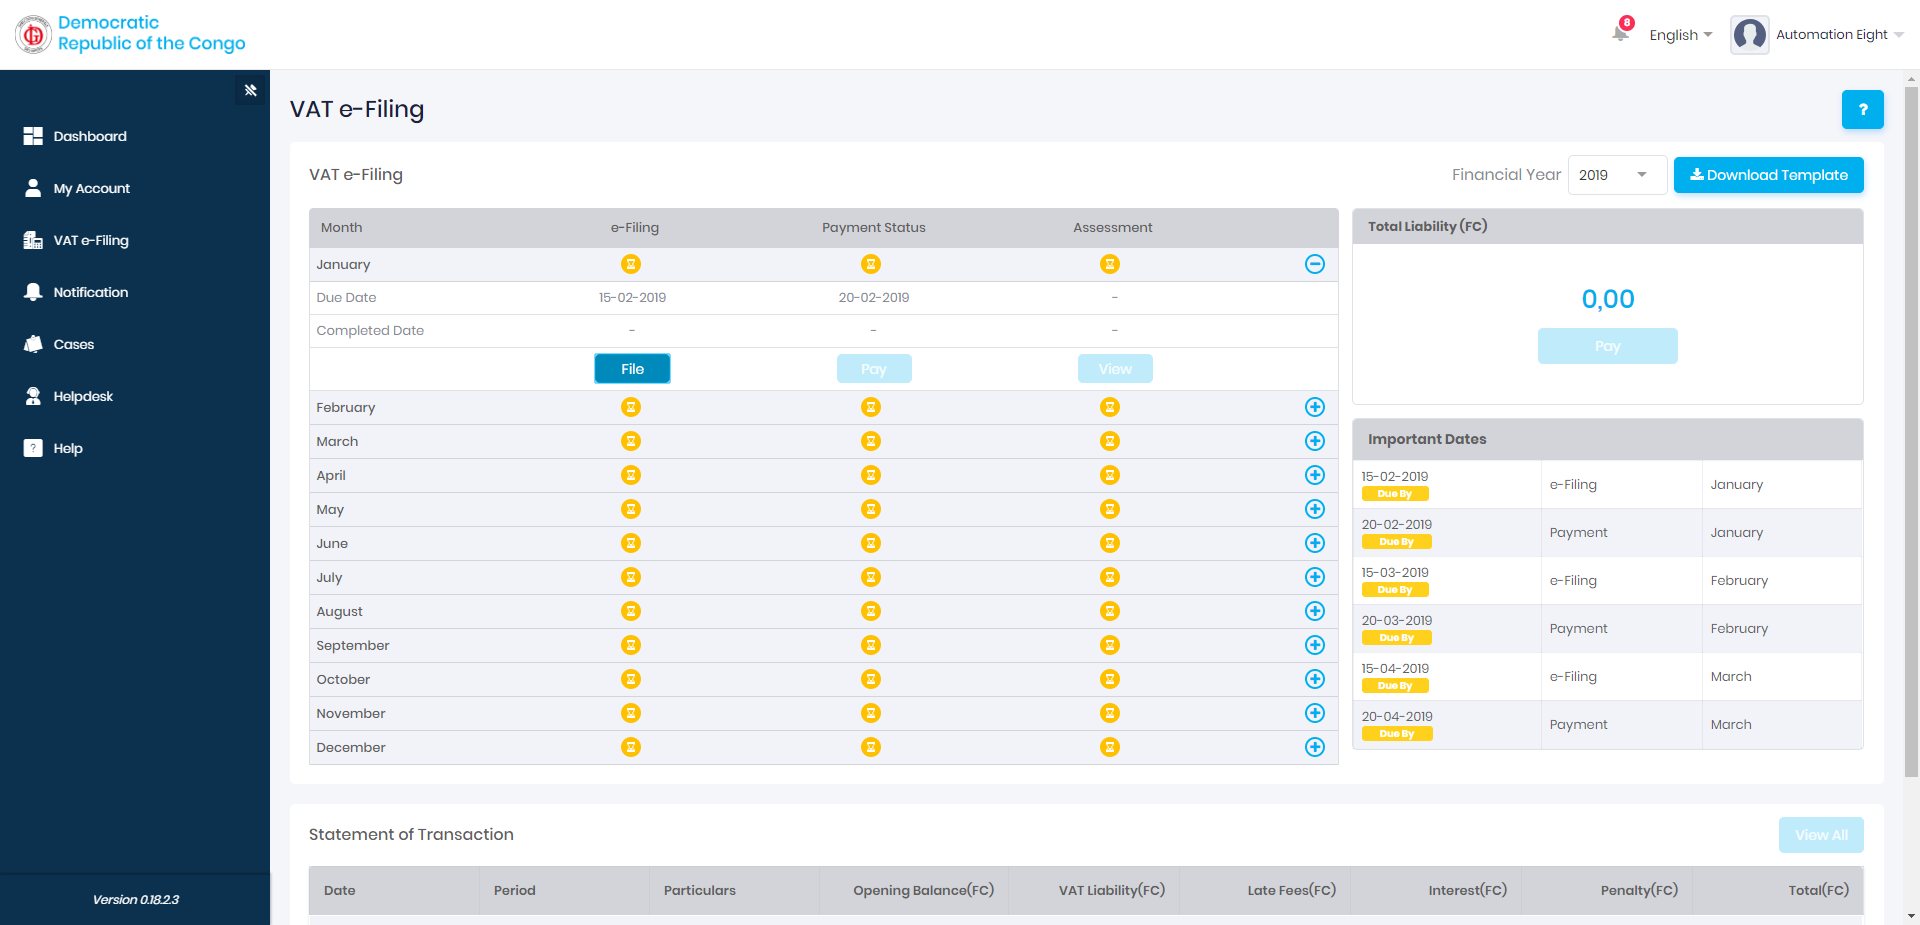 Democratic
Republic of the Congo
8
English
Automation Eight
Dashboard
My Account
VAT e-Filing
Notification
Cases
Helpdesk
? Help
Version 0.18.2.3
VAT e-Filing
?
VAT e-Filing
Financial Year 2019 Download Template
Month e-Filing Payment Status Assessment
January
Due Date 15-02-2019 20-02-2019 -
Completed Date - - -
File Pay View
February
March
April
May
June
July
August
September
October
November
December
Total Liability (FC)
0,00
Pay
Important Dates
15-02-2019
Due By
e-Filing January
20-02-2019
Due By
Payment January
15-03-2019
Due By
e-Filing February
20-03-2019
Due By
Payment February
15-04-2019
Due By
e-Filing March
20-04-2019
Due By
Payment March
Statement of Transaction
View All
Date Period Particulars Opening Balance(FC) VAT Liability(FC) Late Fees(FC) Interest(FC) Penalty(FC) Total(FC)